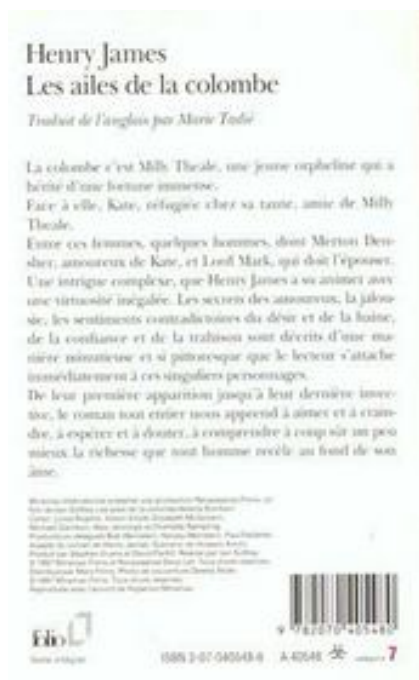 Henry James
Les ailes de la colombe
Traduit de l'anglais par Marie Tadié
La colombe c'est Milly Theale, une jeune orpheline qui a
hérité d'une fortune immense.
Face à elle, Kate, réfugiée chez sa tante, amie de Milly
Theale.
Entre ces femmes, quelques hommes, dont Merton Den-
sher, amoureux de Kate, et Lord Mark, qui doit l'épouser.
Une intrigue complexe, que Henry James a su animer avec
une virtuosité inégalée. Les secrets des amoureux, la jalou-
sie, les sentiments contradictoires du désir et de la haine,
de la confiance et de la trahison sont décrits d'une ma-
nière minutieuse et si pittoresque que le lecteur s'attache
immédiatement à ces singuliers personnages.
De leur première apparition jusqu'à leur dernière invec-
tive, le roman tout entier nous apprend à aimer et à crain-
dre, à espérer et à douter, à comprendre à coup sûr un peu
mieux la richesse que tout homme recèle au fond de son
âme.
9 782070 405480
folio
texte intégral
ISBN 2-07-040548-6
A 40548
catégorie 7